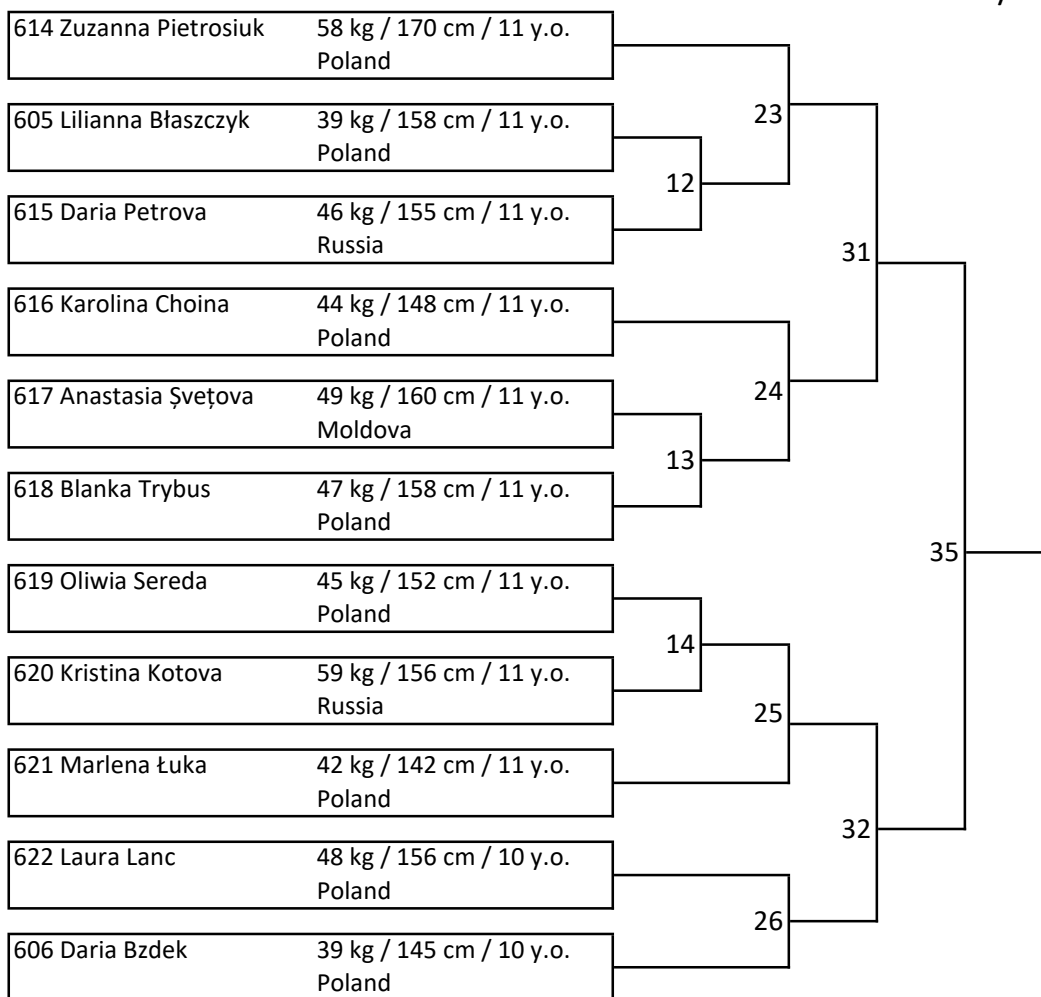 614 Zuzanna Pietrosiuk 58 kg / 170 cm / 11 y.o.
Poland
23
605 Lilianna Błaszczyk 39 kg / 158 cm / 11 y.o.
Poland
12
615 Daria Petrova 46 kg / 155 cm / 11 y.o.
Russia
31
616 Karolina Choina 44 kg / 148 cm / 11 y.o.
Poland
24
617 Anastasia Șvețova 49 kg / 160 cm / 11 y.o.
Moldova
13
618 Blanka Trybus 47 kg / 158 cm / 11 y.o.
Poland
35
619 Oliwia Sereda 45 kg / 152 cm / 11 y.o.
Poland
14
620 Kristina Kotova 59 kg / 156 cm / 11 y.o.
Russia
25
621 Marlena Łuka 42 kg / 142 cm / 11 y.o.
Poland
32
622 Laura Lanc 48 kg / 156 cm / 10 y.o.
Poland
26
606 Daria Bzdek 39 kg / 145 cm / 10 y.o.
Poland